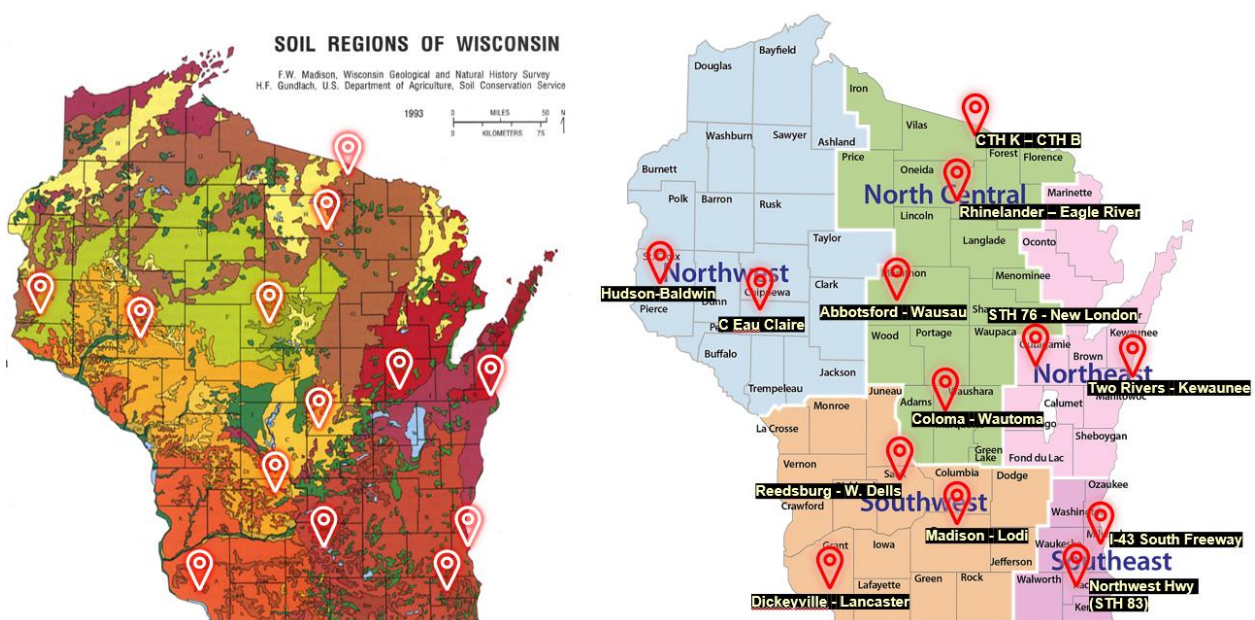 SOIL REGIONS OF WISCONSIN
F.W. Madison, Wisconsin Geological and Natural History Survey
H.F. Gundlach, U.S. Department of Agriculture, Soil Conservation Service
1993
0 MILES 50
0 KILOMETERS 75
Bayfield
Douglas
Iron
Vilas
Washburn
Sawyer
Ashland
CTH K – CTH B
Price
Forest
Florence
Burnett
Oneida
Polk
Barron
Rusk
North Central
Marinette
Rhinelander – Eagle River
Lincoln
Taylor
Langlade
Oconto
Northwest
Menominee
Clark
Hudson-Baldwin
Pierce
C Eau Claire
Abbotsford - Wausau
STH 76 - New London
Wood
Portage
Waupaca
Kewaunee
Buffalo
Brown
Jackson
Northeast
Trempeleau
Juneau
Two Rivers - Kewaunee
Monroe
Adams
Calumet
Coloma - Wautoma
La Crosse
Sheboygan
Green
Lake
Fond du Lac
Vernon
Columbia
Dodge
Ozaukee
Reedsburg - W. Dells
Southwest
Crawford
Madison - Lodi
I-43 South Freeway
Grant
Iowa
Jefferson
Southeast
Walworth
Northwest Hwy
(STH 83)
Lafayette
Green
Rock
Dickeyville - Lancaster